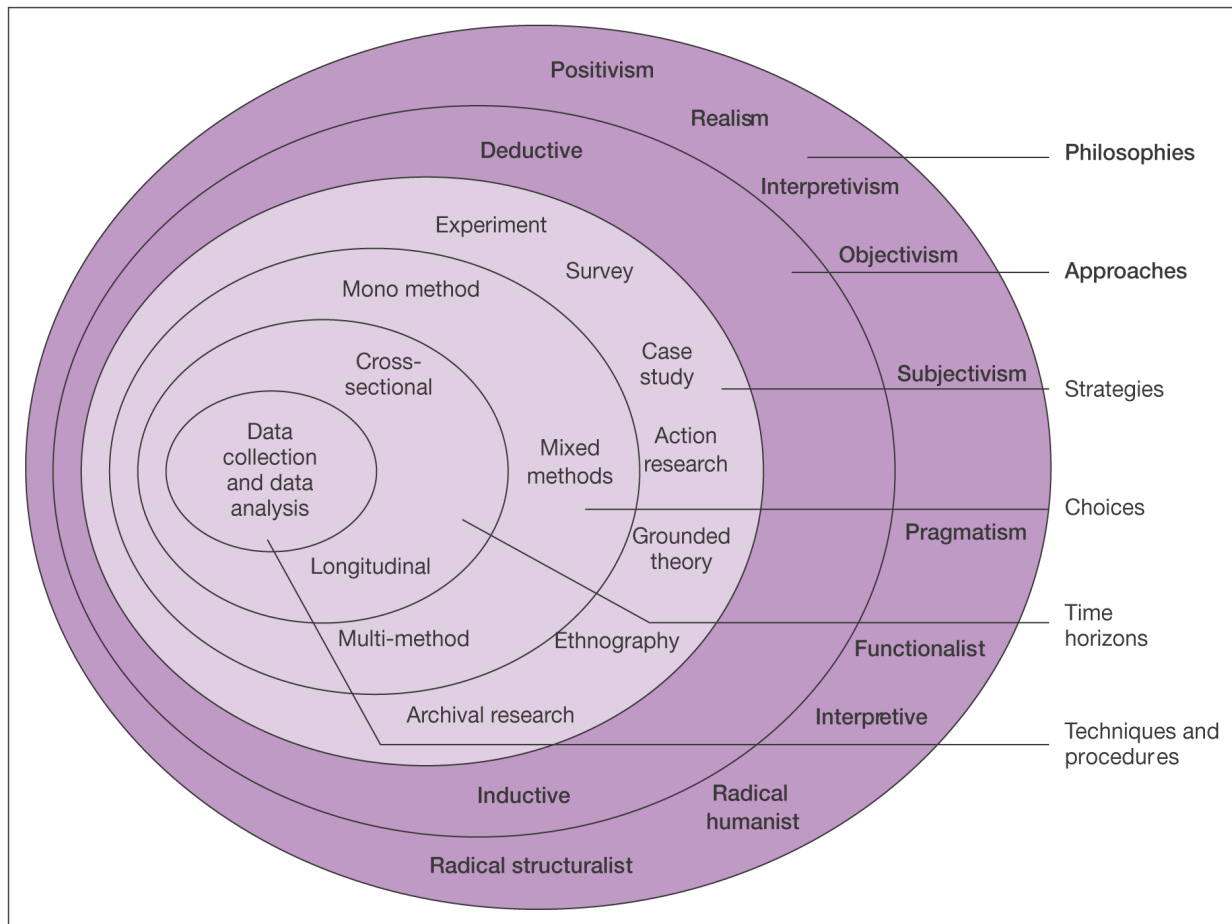 Positivism
Realism
Interpretivism
Objectivism
Subjectivism
Pragmatism
Functionalist
Interpretive
Radical
humanist
Radical structuralist
Deductive
Inductive
Experiment
Survey
Case
study
Action
research
Grounded
theory
Ethnography
Archival research
Mono method
Mixed
methods
Multi-method
Cross-
sectional
Longitudinal
Data
collection
and data
analysis
Philosophies
Approaches
Strategies
Choices
Time
horizons
Techniques and
procedures